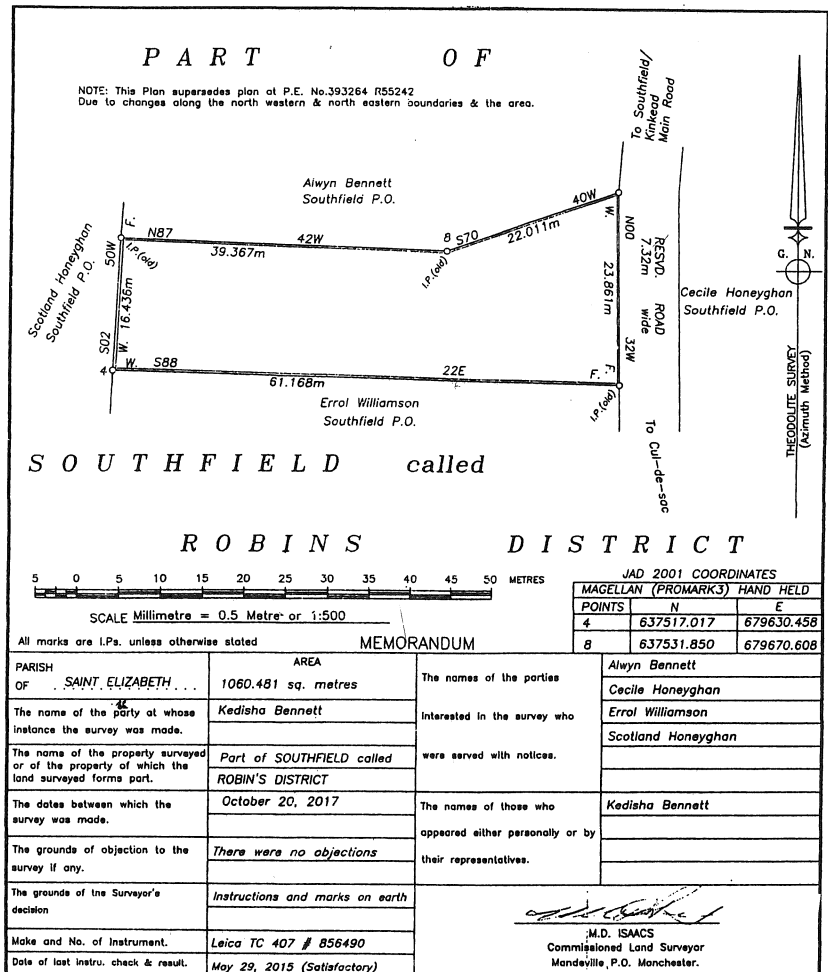 PART OF
NOTE: This Plan supersedes plan at P.E. No.393264 R55242
Due to changes along the north western & north eastern boundaries & the area.
To Southfield/
Kinkead
Main Road
Alwyn Bennett
Southfield P.O.
Scotland Honeyghan
Southfield P.O.
F.
I.P.(old)
N87 42W
39.367m
8
I.P.(old)
S70 40W
22.011m
W.
N00 32W
23.861m
F.
RESVD. ROAD
7.32m wide
Cecile Honeyghan
Southfield P.O.
G. N.
THEODOLITE SURVEY
(Azimuth Method)
S02 50W
W. 16.436m
4
W. S88 22E F.
61.168m
I.P.(old)
Errol Williamson
Southfield P.O.
To Cul-de-sac
SOUTHFIELD called
ROBINS DISTRICT
5 0 5 10 15 20 25 30 35 40 45 50 METRES
SCALE Millimetre = 0.5 Metre or 1:500
JAD 2001 COORDINATES
MAGELLAN (PROMARK3) HAND HELD
POINTS N E
4 637517.017 679630.458
8 637531.850 679670.608
All marks are I.Ps. unless otherwise stated
MEMORANDUM
PARISH
OF SAINT ELIZABETH
AREA
1060.481 sq. metres
The name of the party at whose
instance the survey was made.
Kedisha Bennett
The name of the property surveyed
or of the property of which the
land surveyed forms part.
Part of SOUTHFIELD called
ROBIN'S DISTRICT
The dates between which the
survey was made.
October 20, 2017
The grounds of objection to the
survey if any.
There were no objections
The grounds of the Surveyor's
decision
Instructions and marks on earth
Make and No. of Instrument.
Leica TC 407 # 856490
Date of last instru. check & result.
May 29, 2015 (Satisfactory)
The names of the parties
interested in the survey who
were served with notices.
Alwyn Bennett
Cecile Honeyghan
Errol Williamson
Scotland Honeyghan
The names of those who
appeared either personally or by
their representatives.
Kedisha Bennett
M.D. ISAACS
Commissioned Land Surveyor
Mandeville, P.O. Manchester.